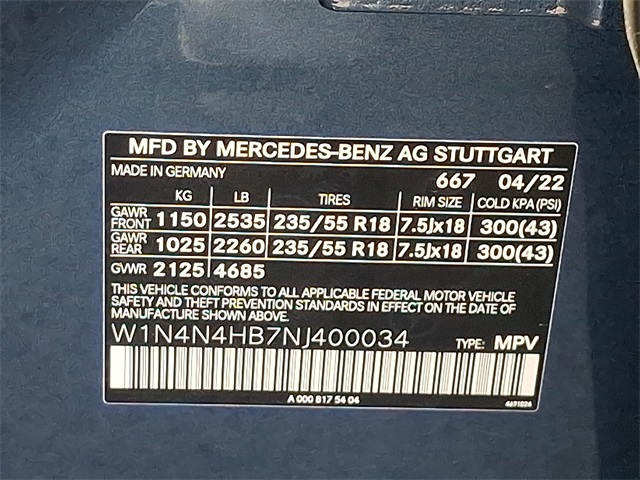 MFD BY MERCEDES-BENZ AG STUTTGART
MADE IN GERMANY 667 04/22
KG LB TIRES RIM SIZE COLD KPA (PSI)
GAWR FRONT 1150 2535 235/55 R18 7.5Jx18 300(43)
GAWR REAR 1025 2260 235/55 R18 7.5Jx18 300(43)
GVWR 2125 4685
THIS VEHICLE CONFORMS TO ALL APPLICABLE FEDERAL MOTOR VEHICLE
SAFETY AND THEFT PREVENTION STANDARDS IN EFFECT ON THE DATE OF
MANUFACTURE SHOWN ABOVE.
W1N4N4HB7NJ400034 TYPE: MPV
A 000 817 54 04